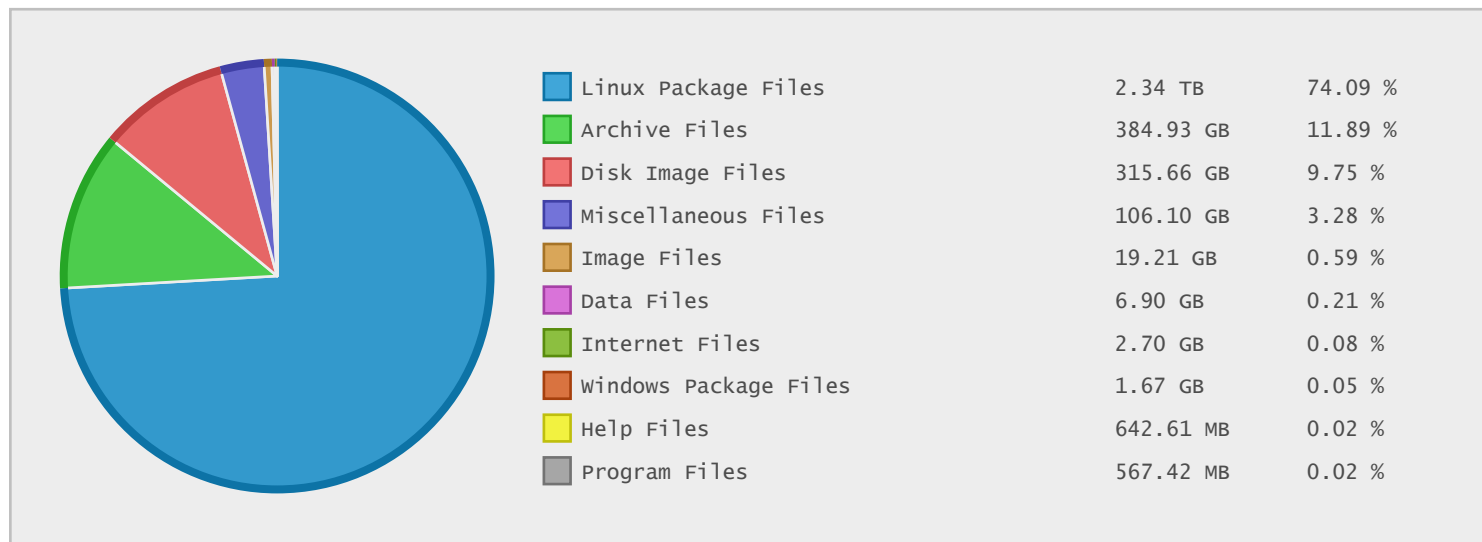 Linux Package Files 2.34 TB 74.09 %
Archive Files 384.93 GB 11.89 %
Disk Image Files 315.66 GB 9.75 %
Miscellaneous Files 106.10 GB 3.28 %
Image Files 19.21 GB 0.59 %
Data Files 6.90 GB 0.21 %
Internet Files 2.70 GB 0.08 %
Windows Package Files 1.67 GB 0.05 %
Help Files 642.61 MB 0.02 %
Program Files 567.42 MB 0.02 %